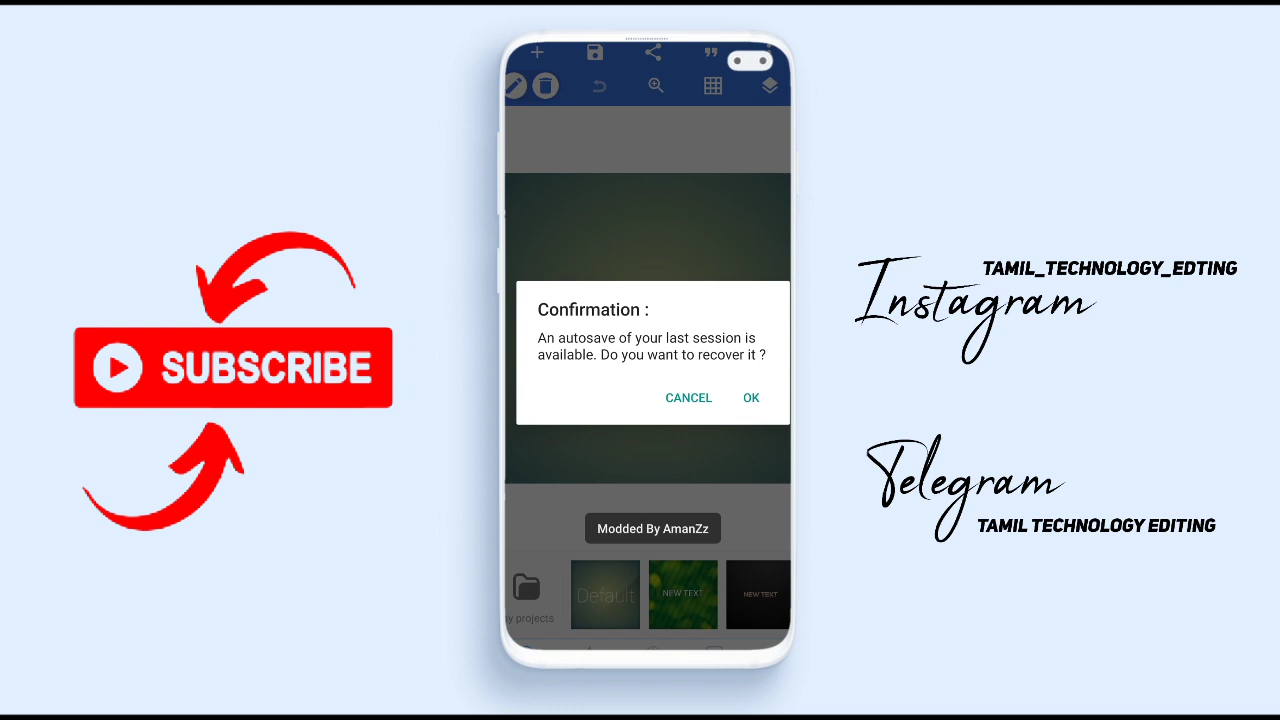 SUBSCRIBE
Confirmation :
An autosave of your last session is
available. Do you want to recover it ?
CANCEL OK
Modded By AmanZz
Default
NEW TEXT
NEW TEXT
y projects
TAMIL_TECHNOLOGY_EDTING
Instagram
Telegram
TAMIL TECHNOLOGY EDITING